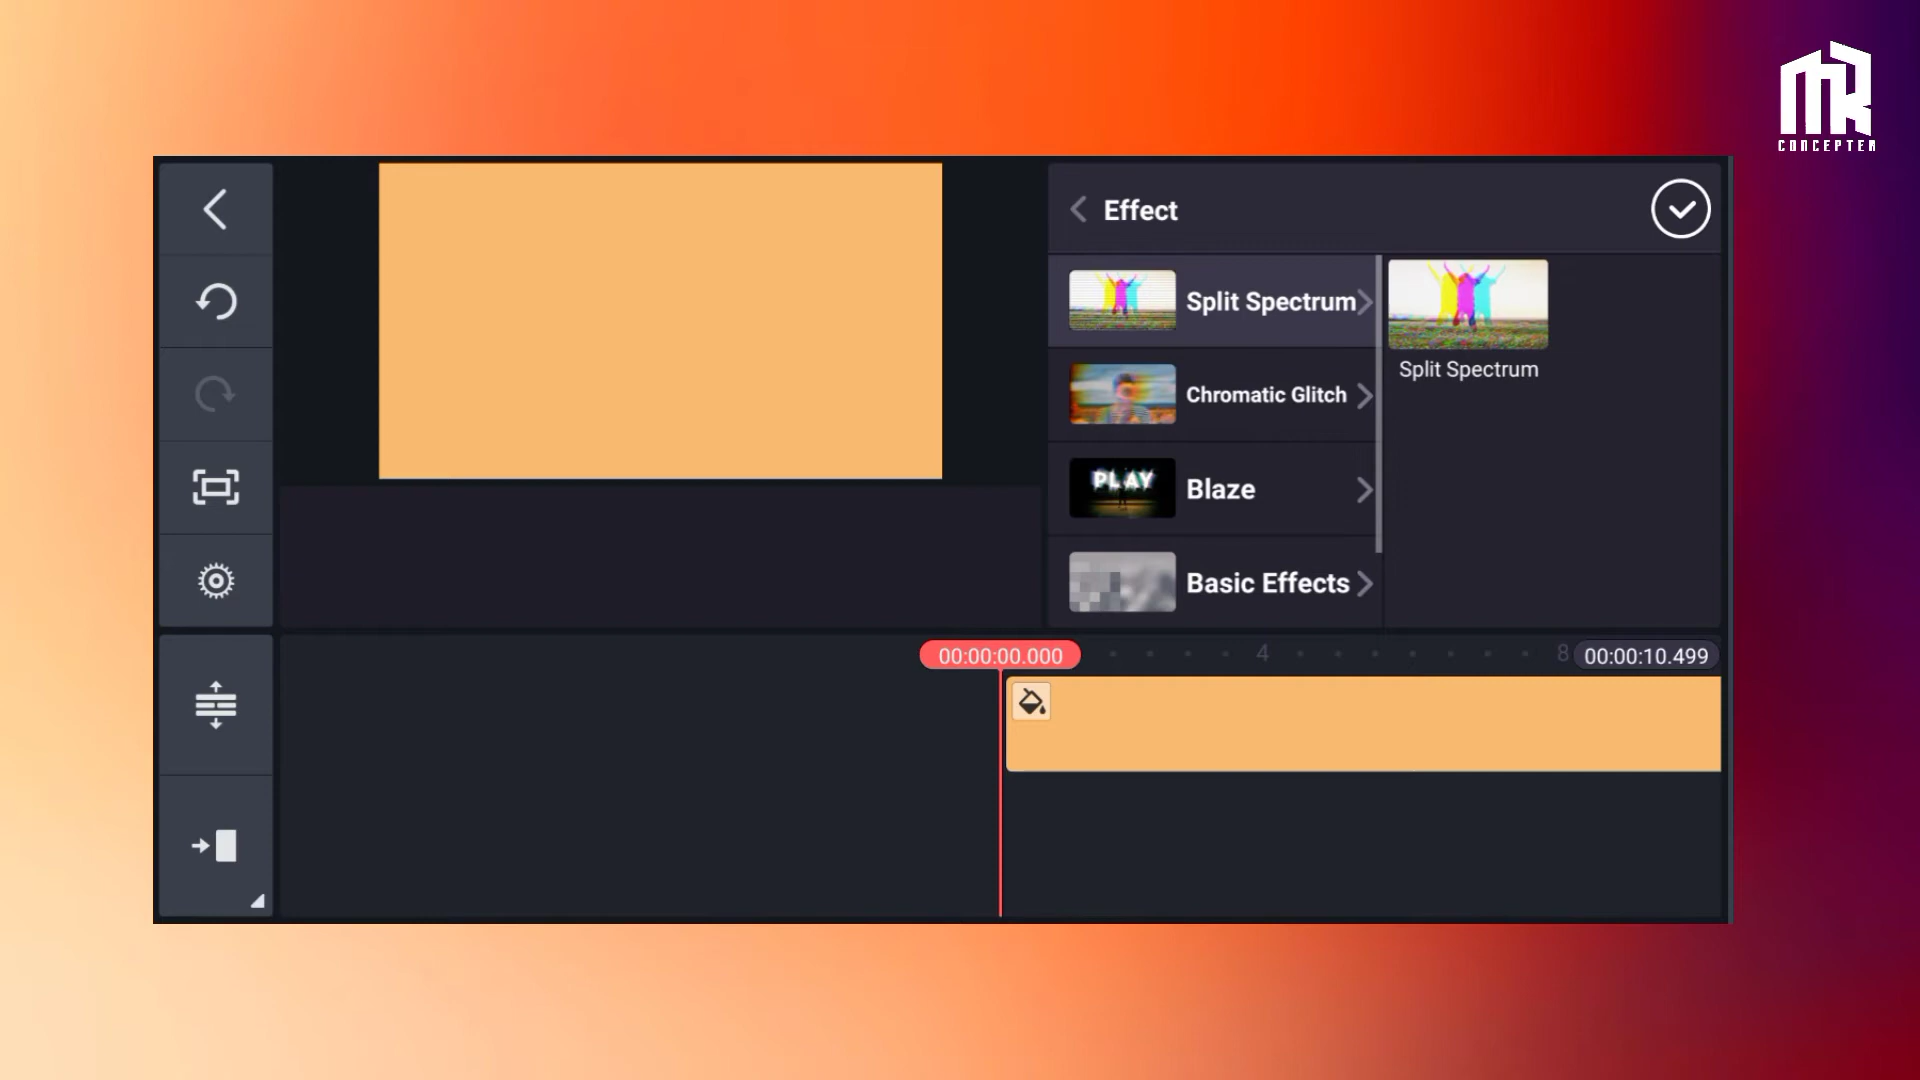 MR
CONCEPTER
Effect
Split Spectrum
Split Spectrum
Chromatic Glitch
PLAY
Blaze
Basic Effects
00:00:00.000
4
8
00:00:10.499